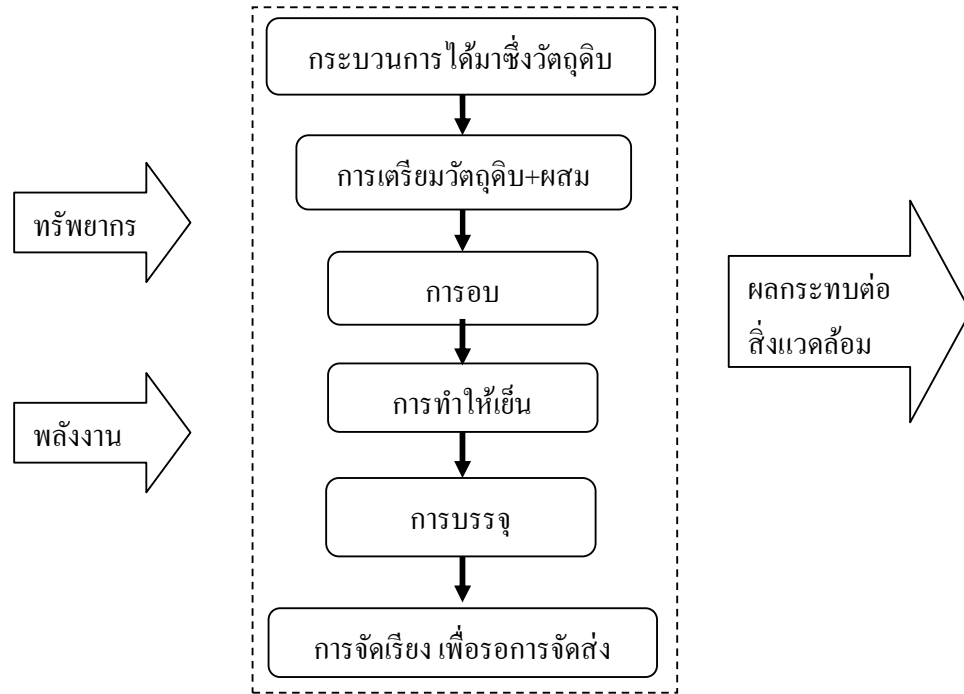 กระบวนการได้มาซึ่งวัตถุดิบ
การเตรียมวัตถุดิบ+ผสม
ทรัพยากร
การอบ
ผลกระทบต่อ
สิ่งแวดล้อม
การทำให้เย็น
พลังงาน
การบรรจุ
การจัดเรียง เพื่อรอการจัดส่ง